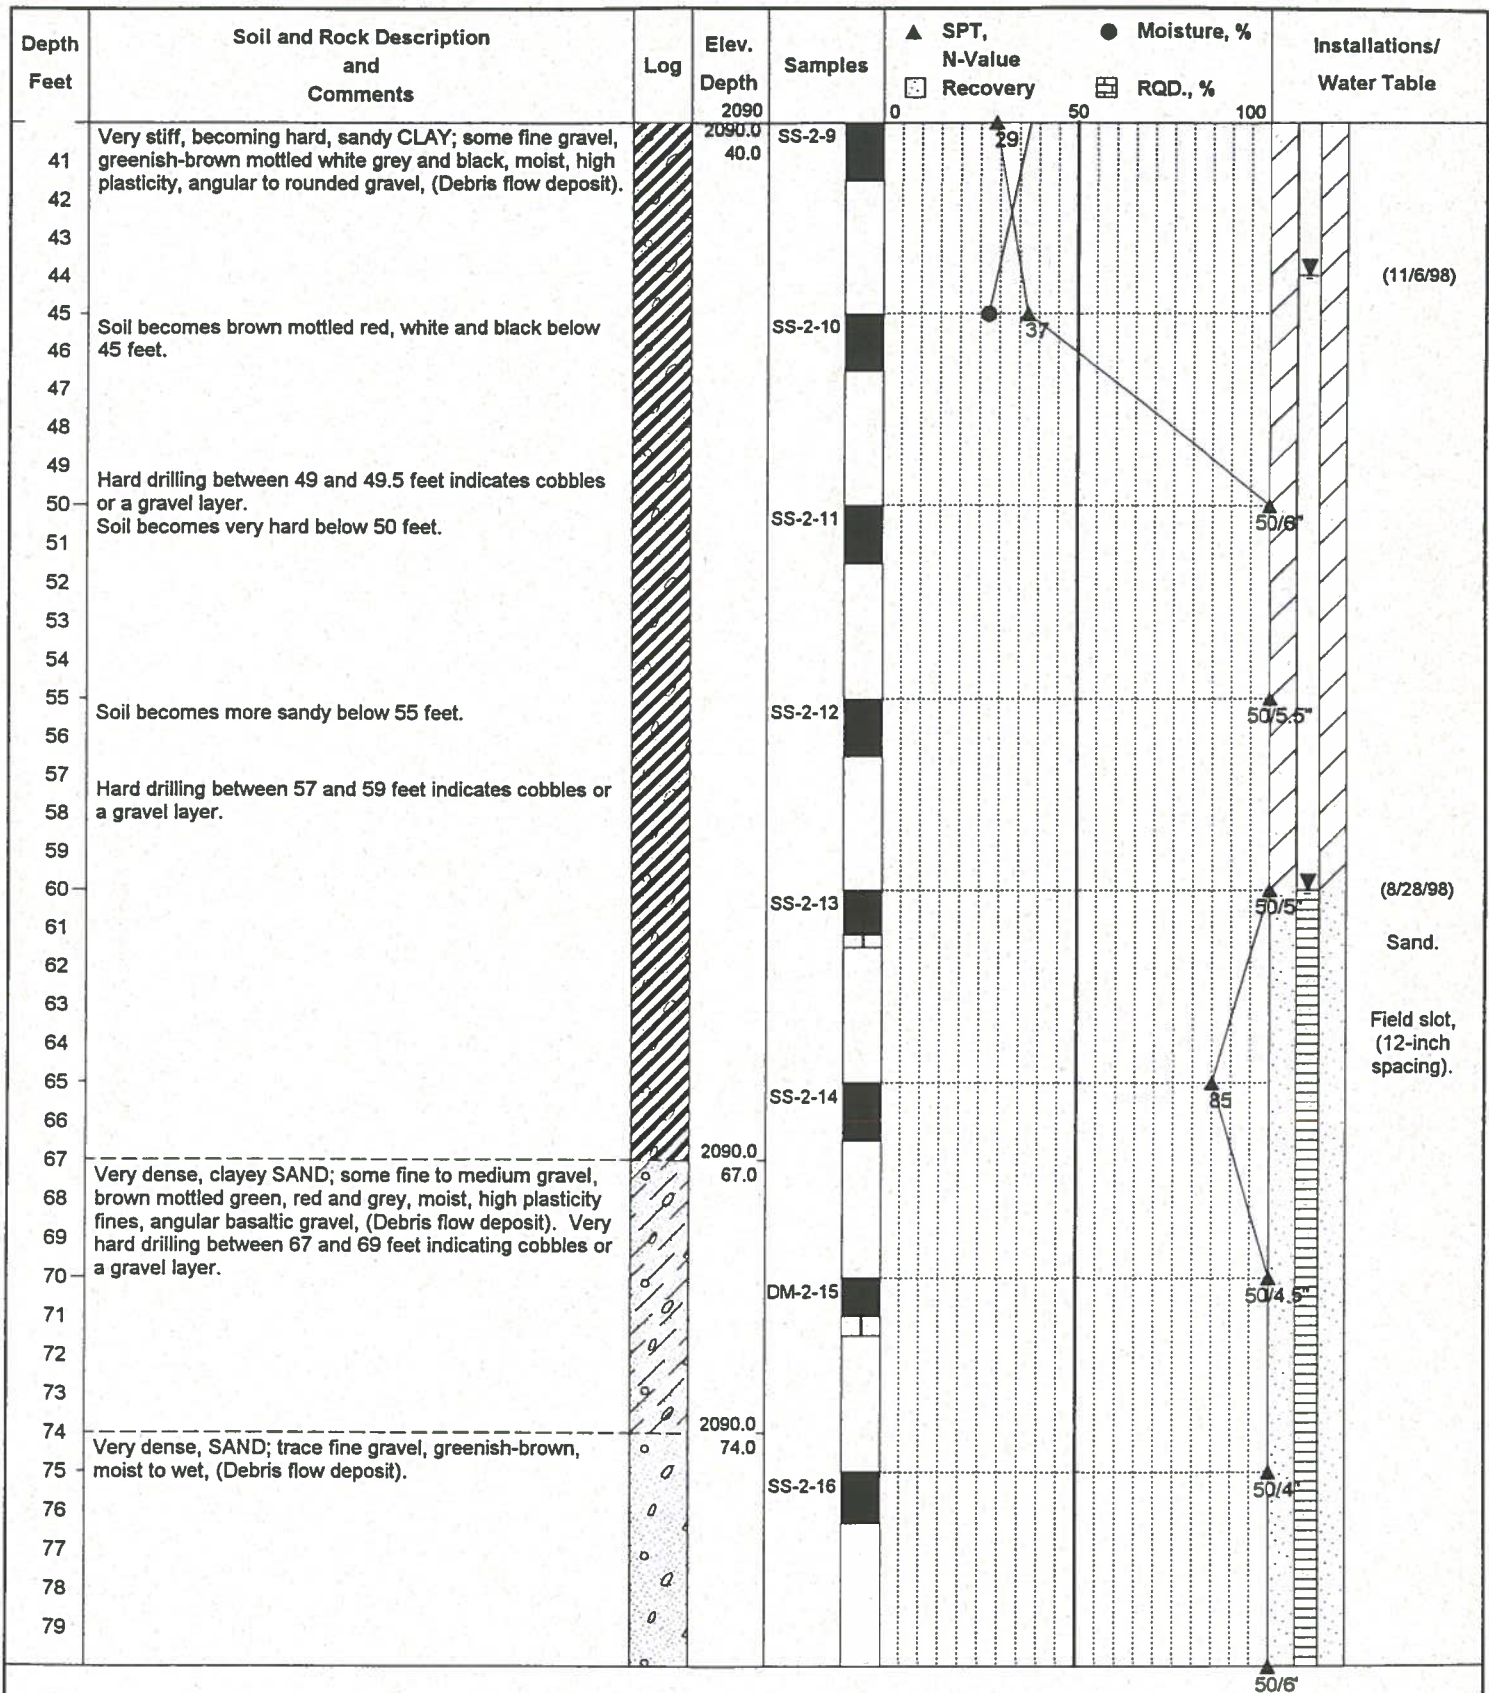 Depth
Feet
Soil and Rock Description
and
Comments
Log
Elev.
Depth
2090
Samples
▲ SPT,
N-Value
● Moisture, %
Recovery
RQD., %
0 50 100
Installations/
Water Table
Very stiff, becoming hard, sandy CLAY; some fine gravel,
greenish-brown mottled white grey and black, moist, high
plasticity, angular to rounded gravel, (Debris flow deposit).
2090.0
40.0
SS-2-9
29
41
42
43
44
(11/6/98)
45
Soil becomes brown mottled red, white and black below
45 feet.
SS-2-10
37
46
47
48
49
Hard drilling between 49 and 49.5 feet indicates cobbles
or a gravel layer.
50
Soil becomes very hard below 50 feet.
SS-2-11
50/6"
51
52
53
54
55
Soil becomes more sandy below 55 feet.
SS-2-12
50/5.5"
56
57
Hard drilling between 57 and 59 feet indicates cobbles or
a gravel layer.
58
59
60
SS-2-13
50/5"
(8/28/98)
61
Sand.
62
63
Field slot,
(12-inch
spacing).
64
65
SS-2-14
85
66
67
2090.0
67.0
Very dense, clayey SAND; some fine to medium gravel,
brown mottled green, red and grey, moist, high plasticity
fines, angular basaltic gravel, (Debris flow deposit). Very
hard drilling between 67 and 69 feet indicating cobbles or
a gravel layer.
68
69
70
DM-2-15
50/4.5"
71
72
73
74
2090.0
74.0
Very dense, SAND; trace fine gravel, greenish-brown,
moist to wet, (Debris flow deposit).
75
SS-2-16
50/4"
76
77
78
79
50/6"